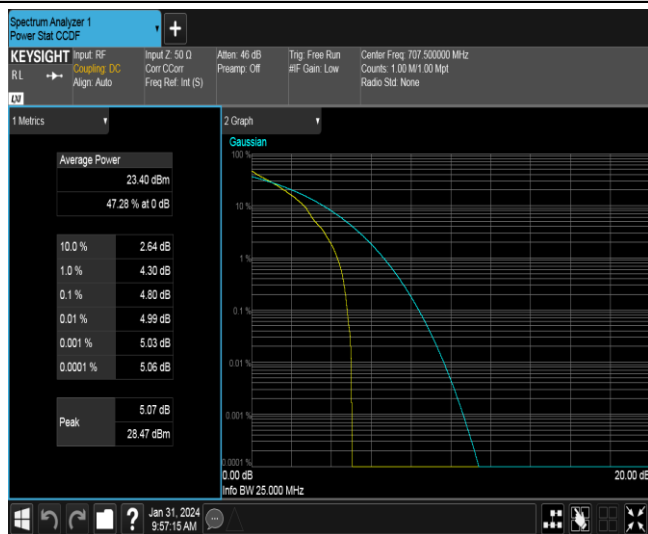 Spectrum Analyzer 1
Power Stat CCDF
+
KEYSIGHT
RL
Input: RF
Coupling: DC
Align: Auto
Input Z: 50 Ω
Corr CCorr
Freq Ref: Int (S)
Atten: 46 dB
Preamp: Off
Trig: Free Run
#IF Gain: Low
Center Freq: 707.500000 MHz
Counts: 1.00 M/1.00 Mpt
Radio Std: None
LXI
1 Metrics
Average Power
23.40 dBm
47.28 % at 0 dB
10.0 % 2.64 dB
1.0 % 4.30 dB
0.1 % 4.80 dB
0.01 % 4.99 dB
0.001 % 5.03 dB
0.0001 % 5.06 dB
Peak
5.07 dB
28.47 dBm
2 Graph
Gaussian
100 %
10 %
1 %
0.1 %
0.01 %
0.001 %
0.0001 %
0.00 dB
20.00 dB
Info BW 25.000 MHz
?
Jan 31, 2024
9:57:15 AM